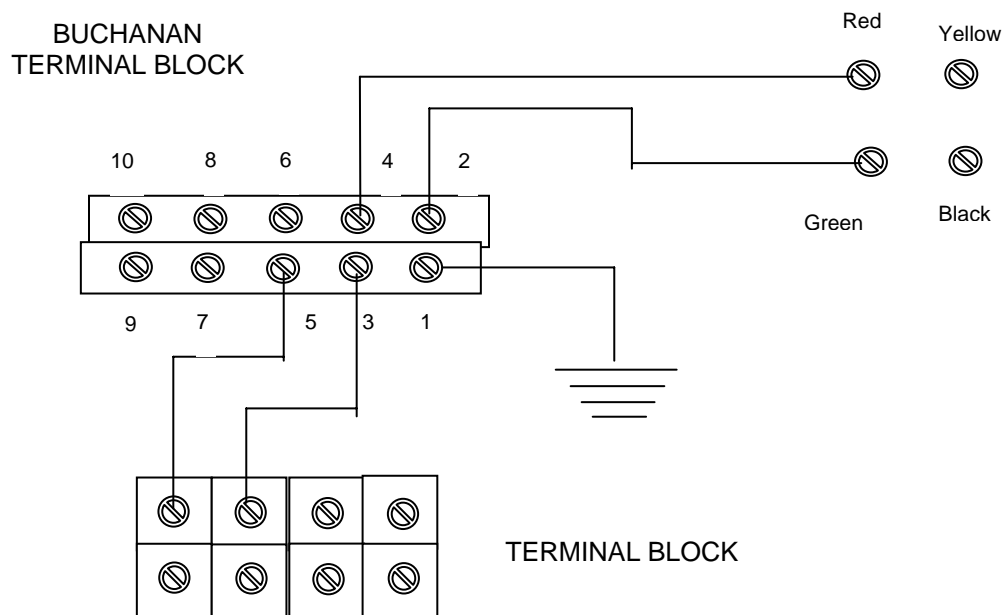 BUCHANAN
TERMINAL BLOCK
Red
Yellow
10 8 6 4 2
Green
Black
9 7 5 3 1
TERMINAL BLOCK